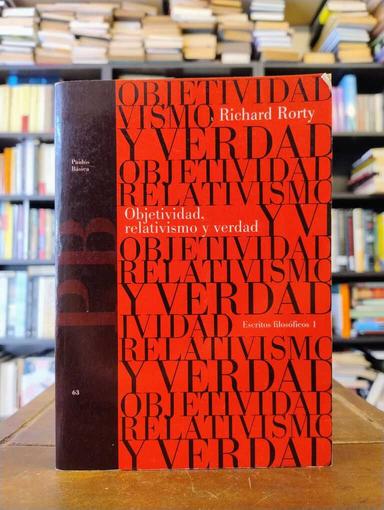 OBJETIVIDAD
VISMO
Richard Rorty
Y VERDAD
Paidós
Básica
OBJETIVIDAD
RELATIVISMO
Objetividad,
relativismo y verdad
Y V
PB
OBJETIVIDAD
RELATIVISMO
Y VERDAD
IVIDAD
Escritos filosóficos 1
RELATIVISMO
Y VERDAD
63
OBJETIVIDAD
RELATIVISMO
Y VERDAD